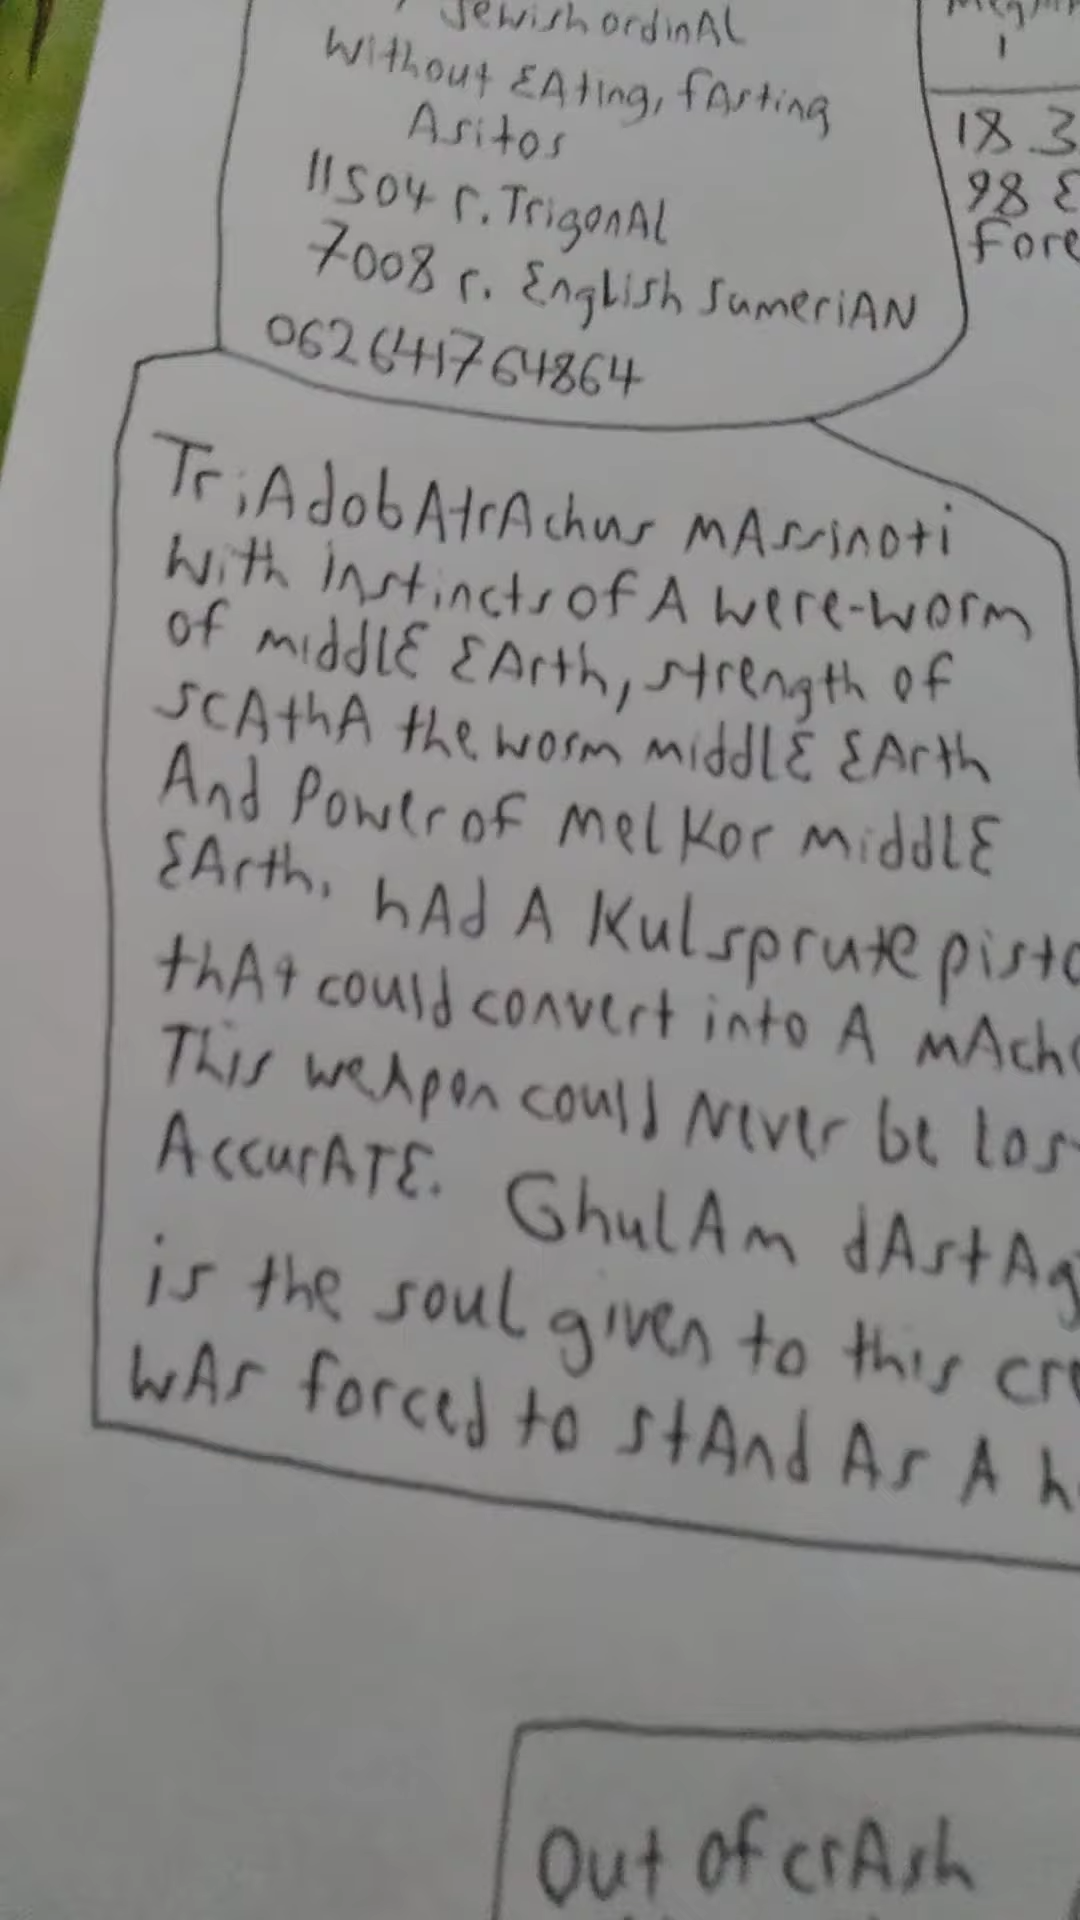 Jewish ordinAl
Without EAting, fAsting
Asitos
11504 r. TrigonAl
7008 r. English sumeriAN
062641764864
18 3
98 E
fore
TriAdobAtrAchus mAssinoti
With instincts of A were-worm
of middlE EArth, strength of
scAthA the worm middlE EArth
And Power of Melkor MiddlE
EArth. hAd A Kulsprute
thAt could convert into A
This weApon could Never be
AccurATE. GhulAm
is the soul given to this
wAs forced to stAnd As A
Out of crAsh